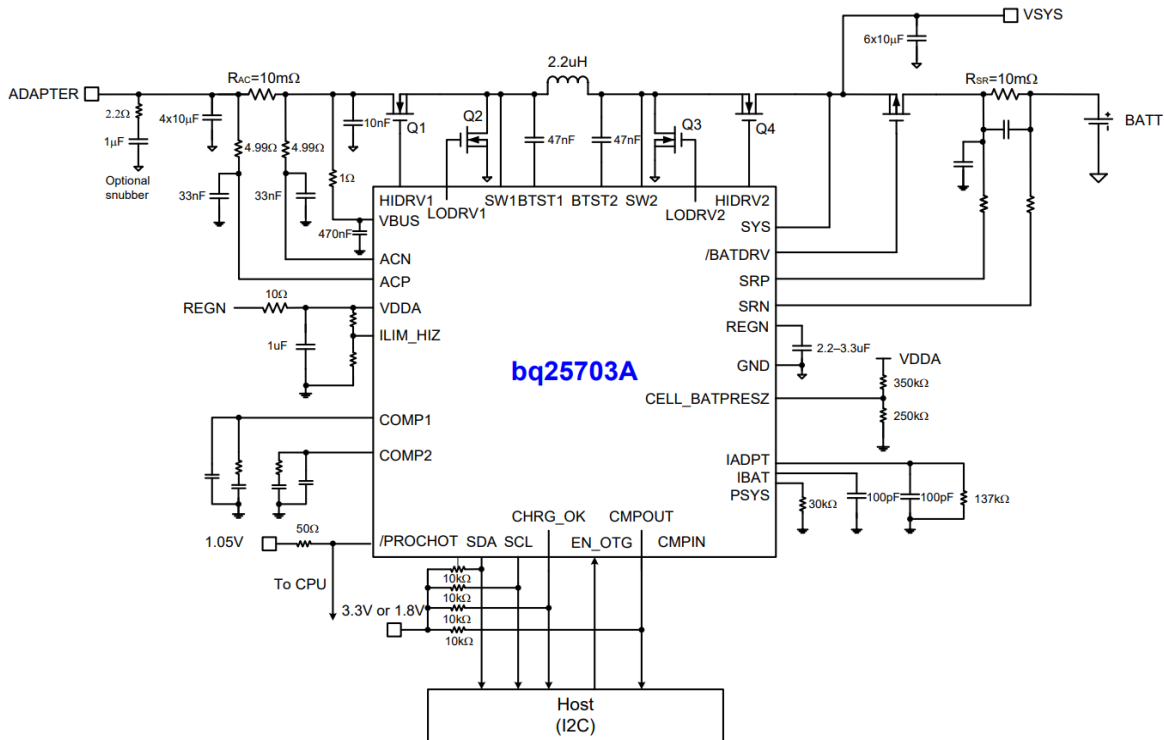 VSYS
6x10µF
2.2uH
RAC=10mΩ
RSR=10mΩ
ADAPTER
2.2Ω
4x10µF
10nF
Q1
Q2
47nF
47nF
Q3
Q4
BATT
1µF
4.99Ω
4.99Ω
Optional
snubber
1Ω
33nF
33nF
HIDRV1
LODRV1
SW1
BTST1
BTST2
SW2
LODRV2
HIDRV2
VBUS
SYS
470nF
/BATDRV
ACN
ACP
SRP
REGN
10Ω
VDDA
SRN
ILIM_HIZ
REGN
1uF
2.2–3.3uF
VDDA
bq25703A
GND
350kΩ
CELL_BATPRESZ
250kΩ
COMP1
COMP2
IADPT
IBAT
PSYS
100pF
100pF
137kΩ
30kΩ
CHRG_OK
CMPOUT
50Ω
1.05V
/PROCHOT
SDA
SCL
EN_OTG
CMPIN
To CPU
10kΩ
10kΩ
3.3V or 1.8V
10kΩ
10kΩ
Host
(I2C)